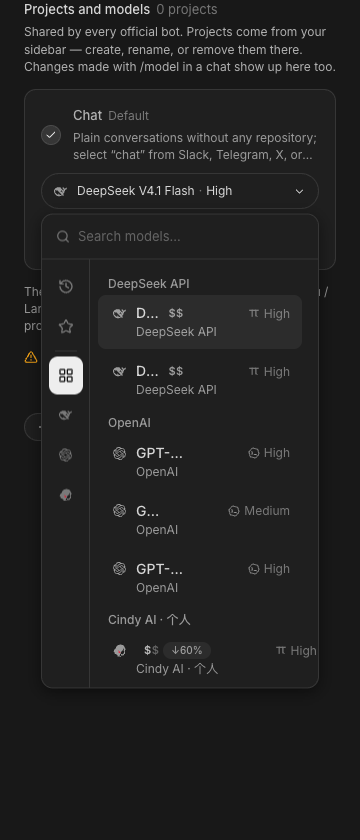 Projects and models 0 projects
Shared by every official bot. Projects come from your
sidebar — create, rename, or remove them there.
Changes made with /model in a chat show up here too.
Chat Default
Plain conversations without any repository;
select “chat” from Slack, Telegram, X, or...
DeepSeek V4.1 Flash · High
Search models...
DeepSeek API
D... $$ High
DeepSeek API
D... $$ High
DeepSeek API
OpenAI
GPT-... High
OpenAI
G... Medium
OpenAI
GPT-... High
OpenAI
Cindy AI · 个人
$$ ↓60% High
Cindy AI · 个人